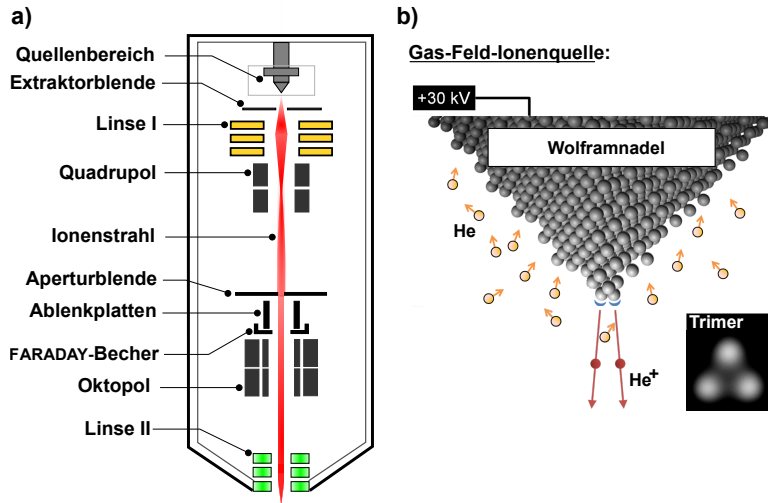 a)
Quellenbereich
Extraktorblende
Linse I
Quadrupol
Ionenstrahl
Aperturblende
Ablenkplatten
FARADAY-Becher
Oktopol
Linse II
b)
Gas-Feld-Ionenquelle:
+30 kV
Wolframnadel
He
Trimer
He+